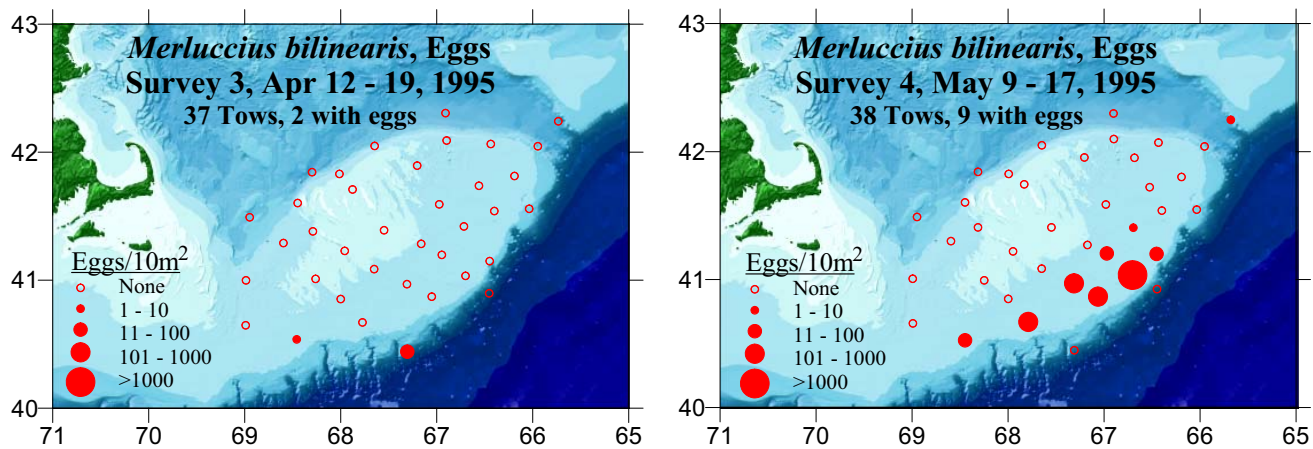 Merluccius bilinearis, Eggs
Survey 3, Apr 12 - 19, 1995
37 Tows, 2 with eggs
Eggs/10m²
None
1 - 10
11 - 100
101 - 1000
>1000
43
42
41
40
71 70 69 68 67 66 65
Merluccius bilinearis, Eggs
Survey 4, May 9 - 17, 1995
38 Tows, 9 with eggs
Eggs/10m²
None
1 - 10
11 - 100
101 - 1000
>1000
43
42
41
40
71 70 69 68 67 66 65